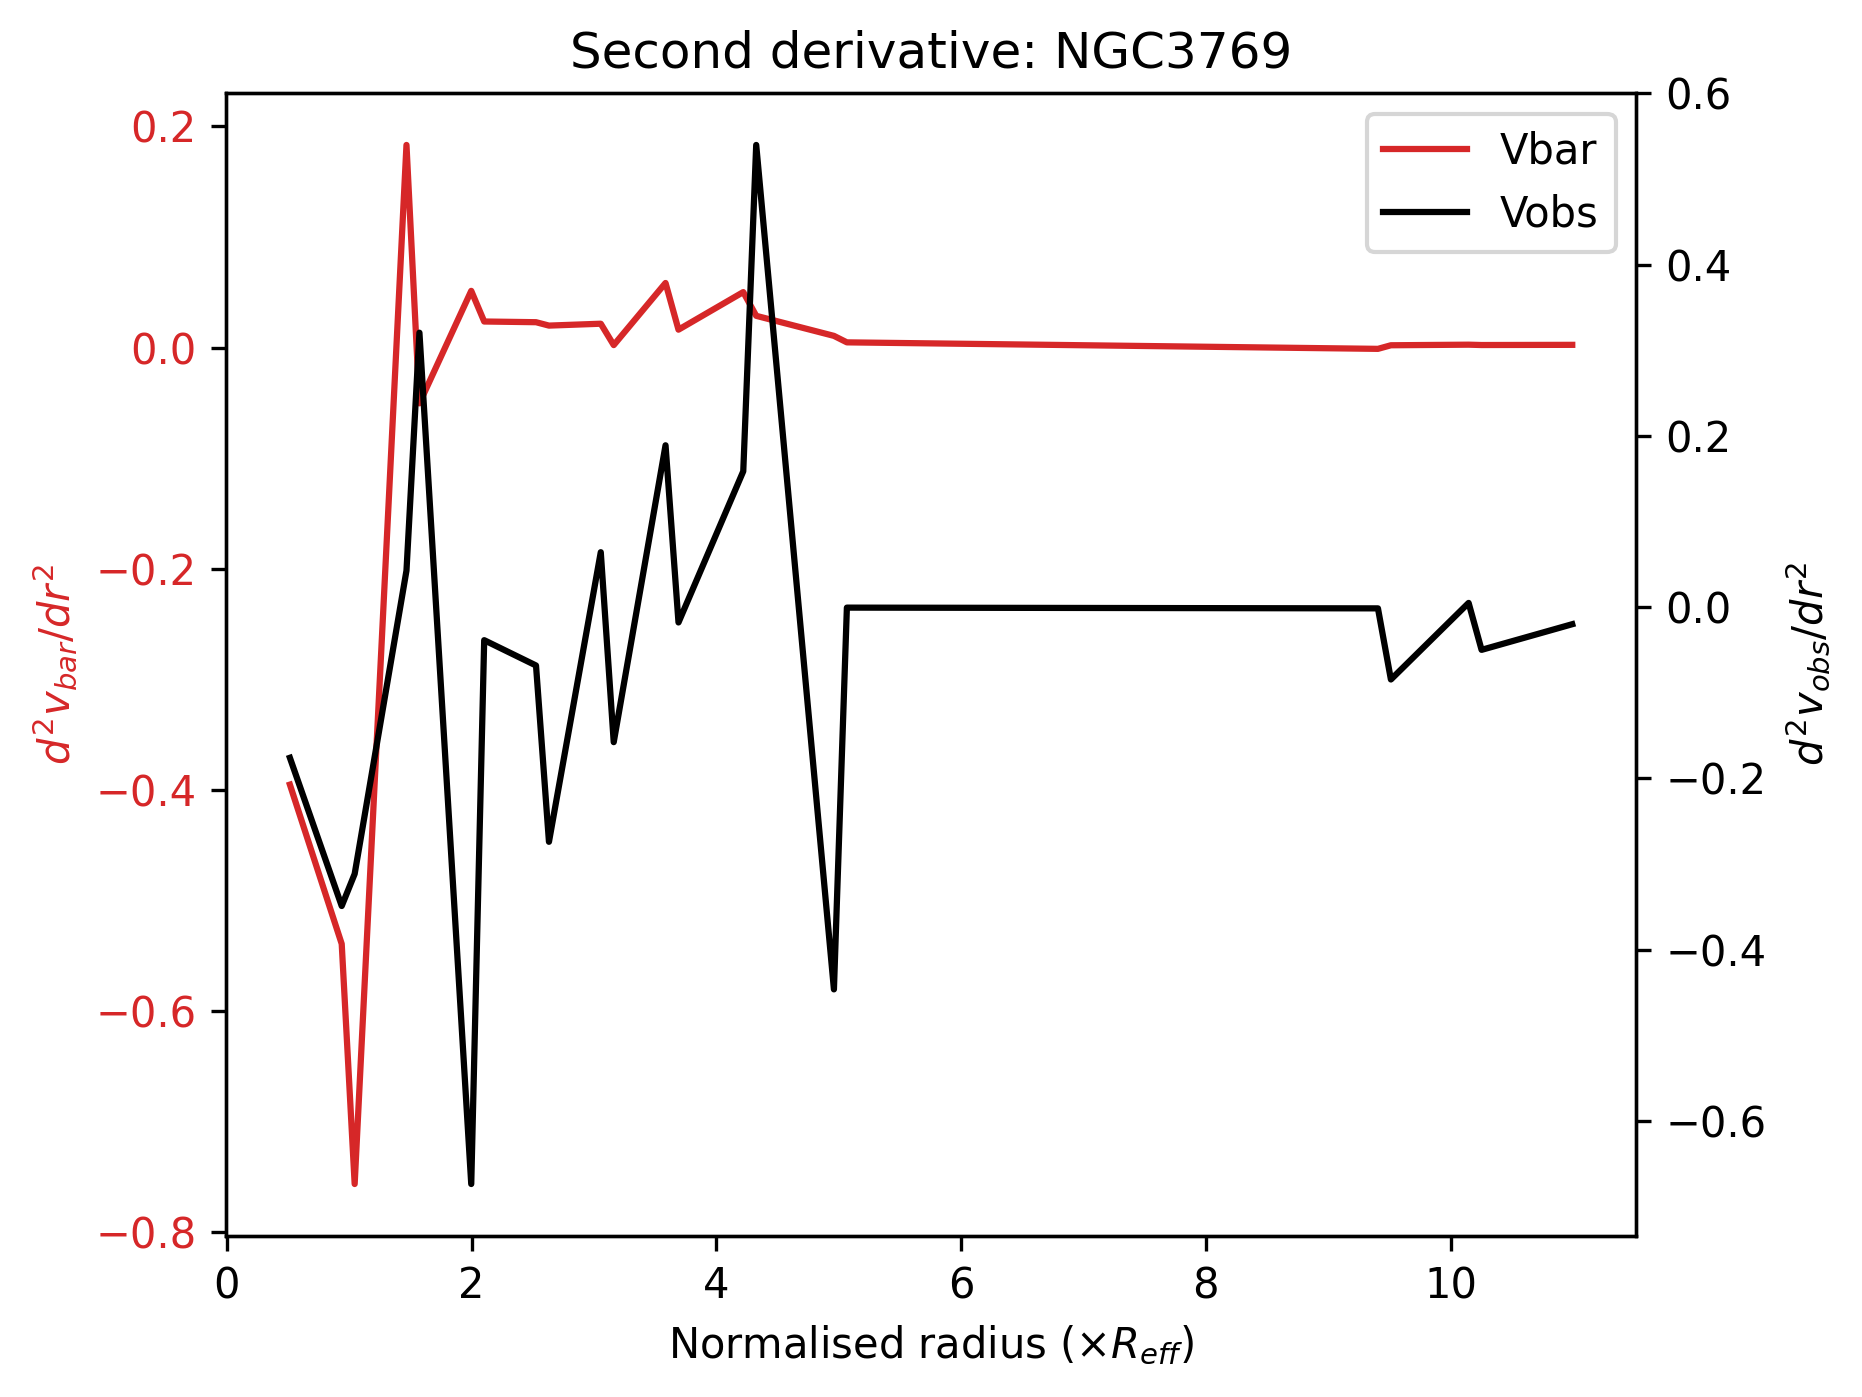 Second derivative: NGC3769
Vbar
Vobs
0.2
0.0
−0.2
−0.4
−0.6
−0.8
d²v_bar/dr²
0.6
0.4
0.2
0.0
−0.2
−0.4
−0.6
d²v_obs/dr²
0 2 4 6 8 10
Normalised radius (×R_eff)